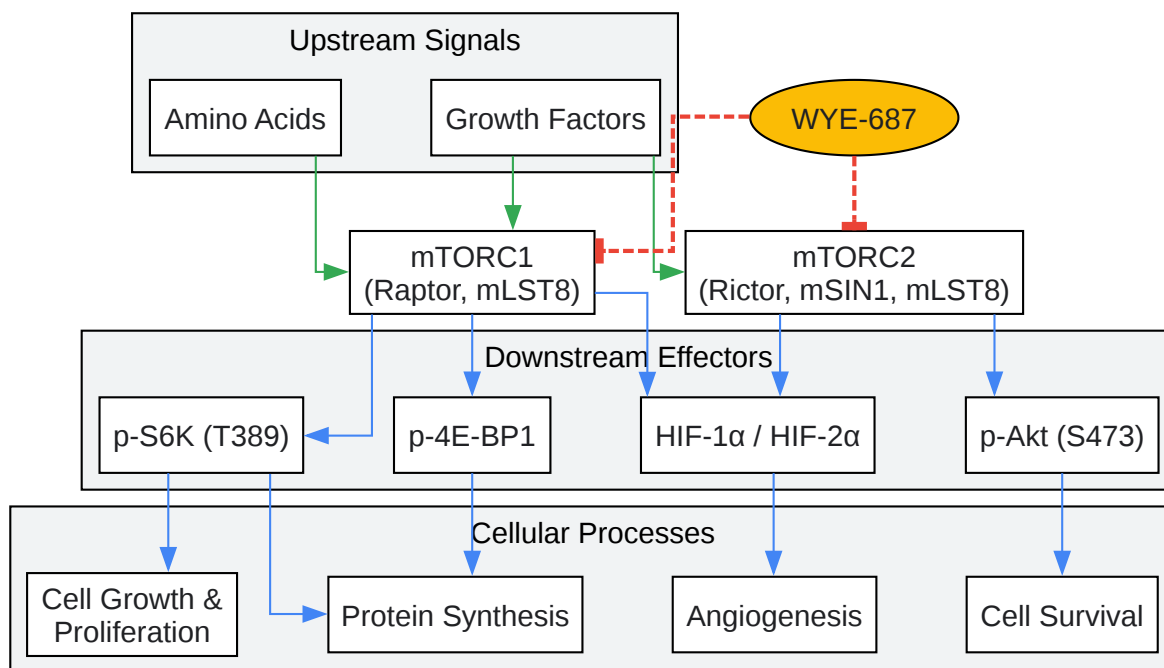 Upstream Signals
Amino Acids
Growth Factors
WYE-687
mTORC1
(Raptor, mLST8)
mTORC2
(Rictor, mSIN1, mLST8)
Downstream Effectors
p-S6K (T389)
p-4E-BP1
HIF-1α / HIF-2α
p-Akt (S473)
Cellular Processes
Cell Growth &
Proliferation
Protein Synthesis
Angiogenesis
Cell Survival